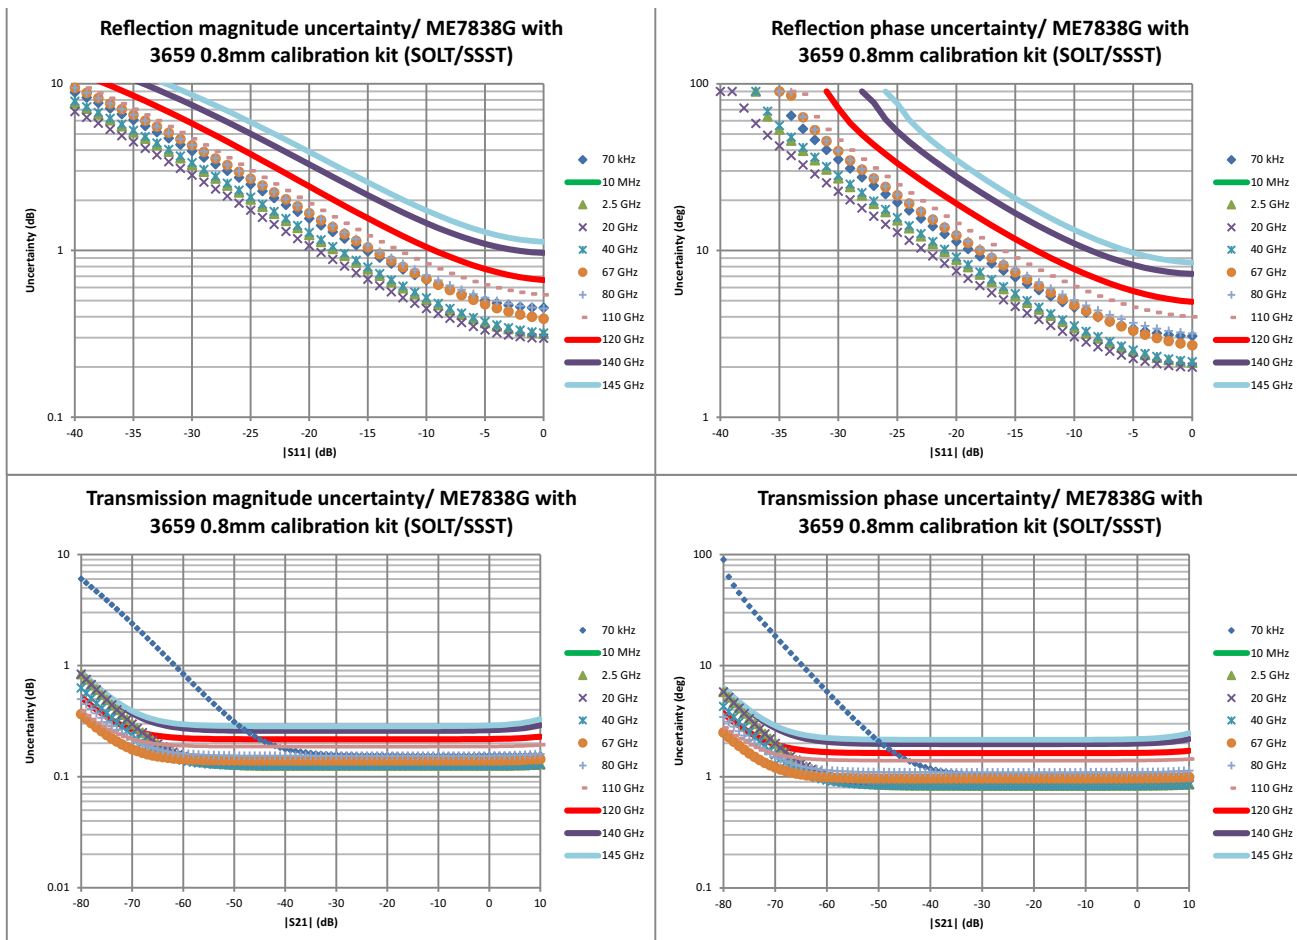 Reflection magnitude uncertainty/ ME7838G with
3659 0.8mm calibration kit (SOLT/SSST)
Uncertainty (dB)
10
1
0.1
-40 -35 -30 -25 -20 -15 -10 -5 0
|S11| (dB)
70 kHz
10 MHz
2.5 GHz
20 GHz
40 GHz
67 GHz
80 GHz
110 GHz
120 GHz
140 GHz
145 GHz
Reflection phase uncertainty/ ME7838G with
3659 0.8mm calibration kit (SOLT/SSST)
Uncertainty (deg)
100
10
1
-40 -35 -30 -25 -20 -15 -10 -5 0
|S11| (dB)
70 kHz
10 MHz
2.5 GHz
20 GHz
40 GHz
67 GHz
80 GHz
110 GHz
120 GHz
140 GHz
145 GHz
Transmission magnitude uncertainty/ ME7838G with
3659 0.8mm calibration kit (SOLT/SSST)
Uncertainty (dB)
10
1
0.1
0.01
-80 -70 -60 -50 -40 -30 -20 -10 0 10
|S21| (dB)
70 kHz
10 MHz
2.5 GHz
20 GHz
40 GHz
67 GHz
80 GHz
110 GHz
120 GHz
140 GHz
145 GHz
Transmission phase uncertainty/ ME7838G with
3659 0.8mm calibration kit (SOLT/SSST)
Uncertainty (deg)
100
10
1
0.1
-80 -70 -60 -50 -40 -30 -20 -10 0 10
|S21| (dB)
70 kHz
10 MHz
2.5 GHz
20 GHz
40 GHz
67 GHz
80 GHz
110 GHz
120 GHz
140 GHz
145 GHz